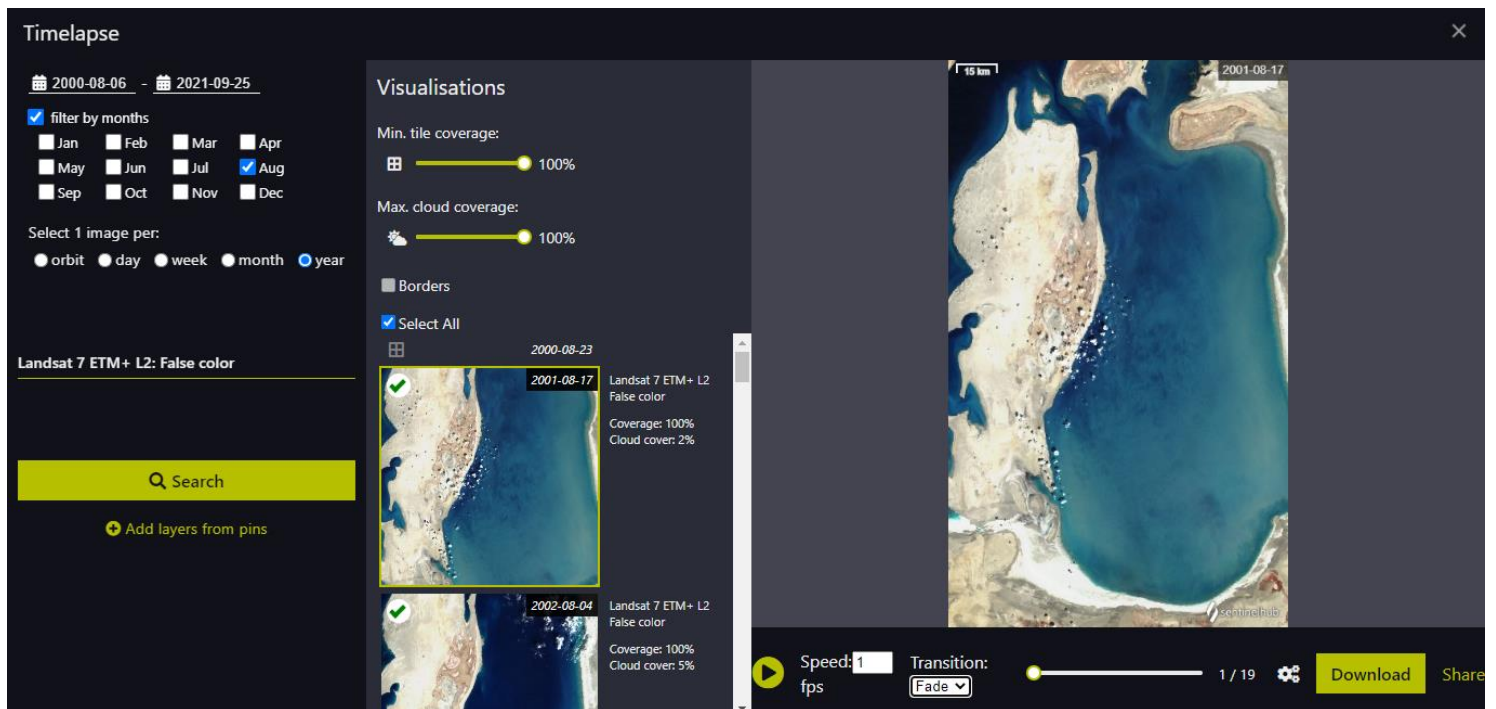 Timelapse
2000-08-06 - 2021-09-25
filter by months
Jan Feb Mar Apr
May Jun Jul Aug
Sep Oct Nov Dec
Select 1 image per:
orbit day week month year
Landsat 7 ETM+ L2: False color
Search
Add layers from pins
Visualisations
Min. tile coverage:
100%
Max. cloud coverage:
100%
Borders
Select All
2000-08-23
2001-08-17
Landsat 7 ETM+ L2
False color
Coverage: 100%
Cloud cover: 2%
2002-08-04
Landsat 7 ETM+ L2
False color
Coverage: 100%
Cloud cover: 5%
15 km
2001-08-17
sentinel hub
Speed: 1
fps
Transition:
Fade
1 / 19
Download
Share